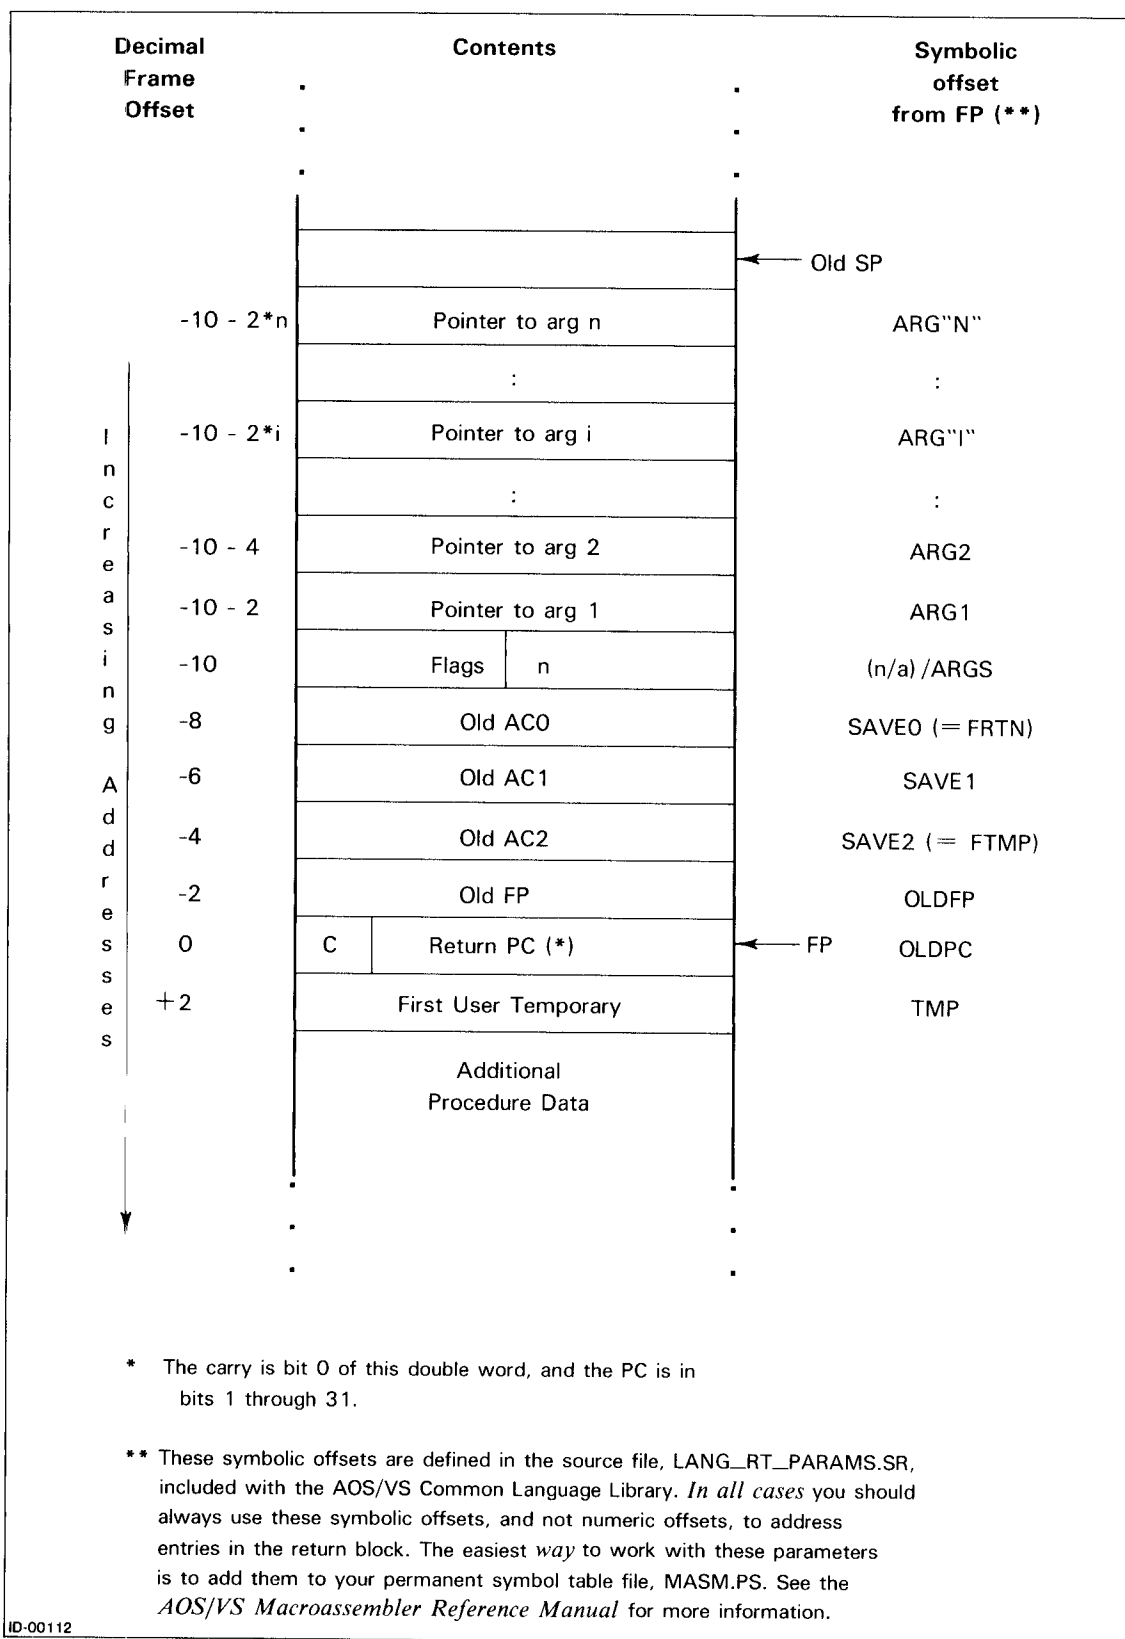 Decimal Frame Offset Contents Symbolic offset from FP (**)
Old SP
-10 - 2*n Pointer to arg n ARG"N"
: :
-10 - 2*i Pointer to arg i ARG"I"
: :
-10 - 4 Pointer to arg 2 ARG2
-10 - 2 Pointer to arg 1 ARG1
-10 Flags n (n/a)/ARGS
-8 Old AC0 SAVE0 (= FRTN)
-6 Old AC1 SAVE1
-4 Old AC2 SAVE2 (= FTMP)
-2 Old FP OLDFP
0 C Return PC (*) FP OLDPC
+2 First User Temporary TMP
Additional
Procedure Data
Increasing Addresses
* The carry is bit 0 of this double word, and the PC is in
bits 1 through 31.
** These symbolic offsets are defined in the source file, LANG_RT_PARAMS.SR,
included with the AOS/VS Common Language Library. In all cases you should
always use these symbolic offsets, and not numeric offsets, to address
entries in the return block. The easiest way to work with these parameters
is to add them to your permanent symbol table file, MASM.PS. See the
AOS/VS Macroassembler Reference Manual for more information.
ID-00112